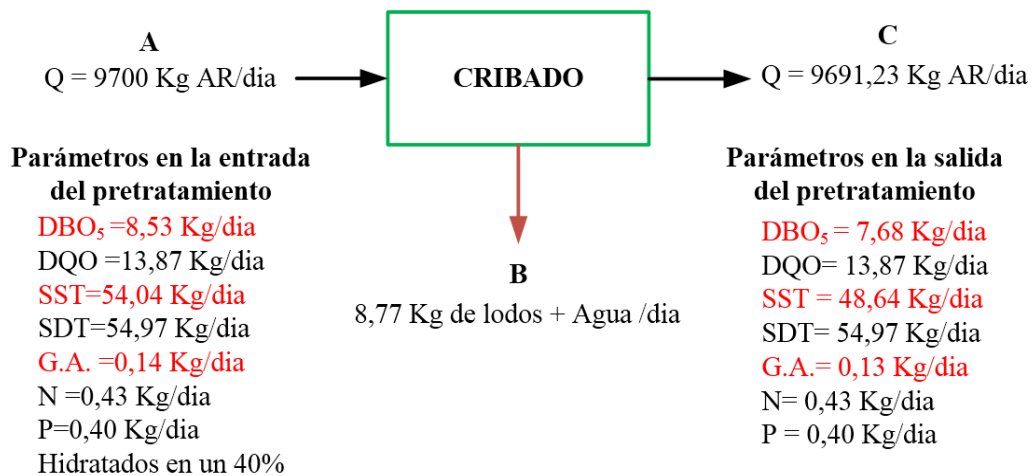 A
Q = 9700 Kg AR/dia
CRIBADO
C
Q = 9691,23 Kg AR/dia
Parámetros en la entrada
del pretratamiento
DBO₅ =8,53 Kg/dia
DQO =13,87 Kg/dia
SST=54,04 Kg/dia
SDT=54,97 Kg/dia
G.A. =0,14 Kg/dia
N =0,43 Kg/dia
P=0,40 Kg/dia
Hidratados en un 40%
B
8,77 Kg de lodos + Agua /dia
Parámetros en la salida
del pretratamiento
DBO₅ = 7,68 Kg/dia
DQO= 13,87 Kg/dia
SST = 48,64 Kg/dia
SDT= 54,97 Kg/dia
G.A.= 0,13 Kg/dia
N= 0,43 Kg/dia
P = 0,40 Kg/dia